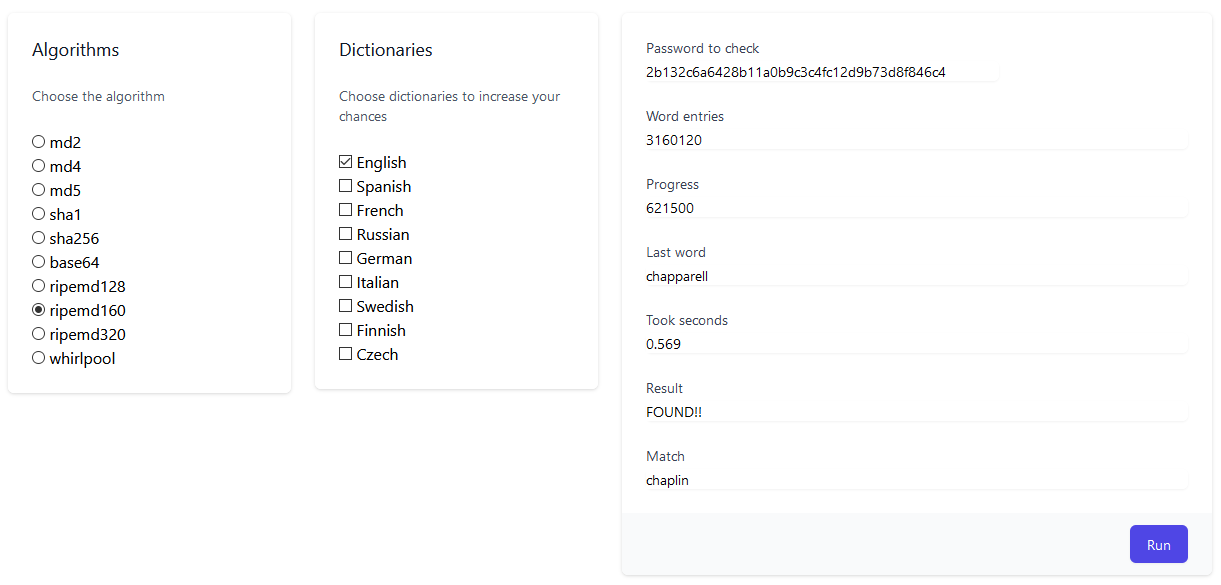 Algorithms
Choose the algorithm
md2
md4
md5
sha1
sha256
base64
ripemd128
ripemd160
ripemd320
whirlpool
Dictionaries
Choose dictionaries to increase your
chances
English
Spanish
French
Russian
German
Italian
Swedish
Finnish
Czech
Password to check
2b132c6a6428b11a0b9c3c4fc12d9b73d8f846c4
Word entries
3160120
Progress
621500
Last word
chapparell
Took seconds
0.569
Result
FOUND!!
Match
chaplin
Run